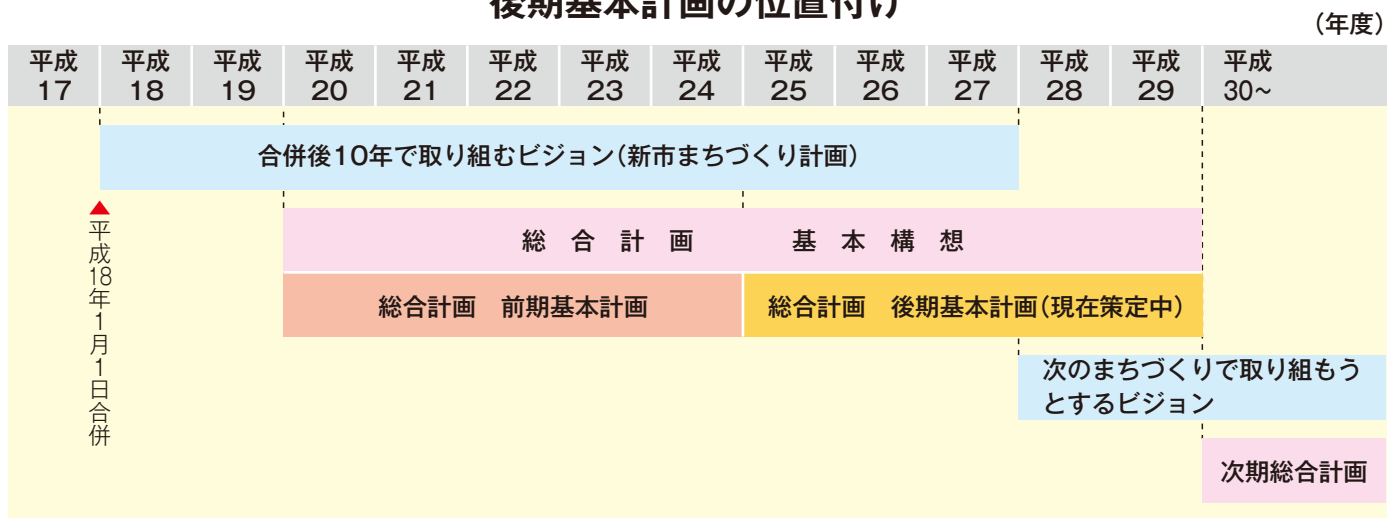 後期基本計画の位置付け
(年度)
平成 平成 平成 平成 平成 平成 平成 平成 平成 平成 平成 平成 平成 平成
17 18 19 20 21 22 23 24 25 26 27 28 29 30~
合併後10年で取り組むビジョン(新市まちづくり計画)
▲平成18年1月1日合併
総合計画 基本構想
総合計画 前期基本計画 総合計画 後期基本計画(現在策定中)
次のまちづくりで取り組もう
とするビジョン
次期総合計画